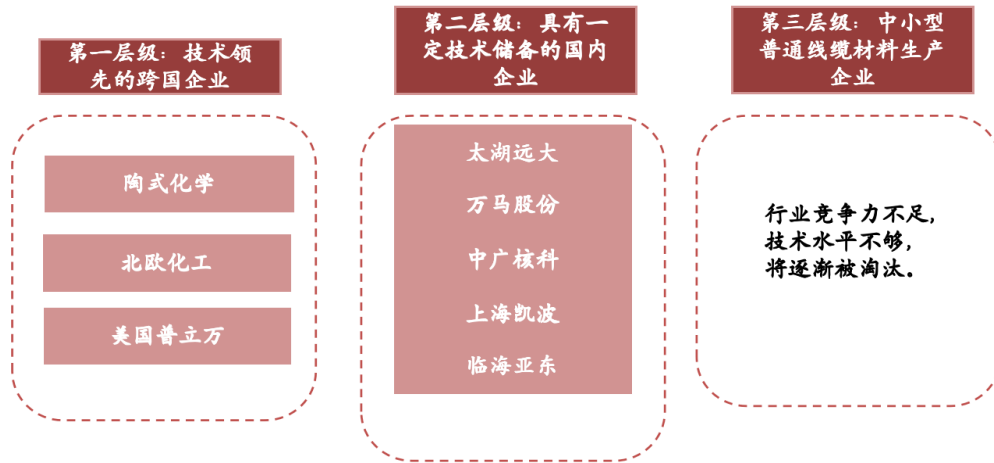 第一层级：技术领
先的跨国企业
陶式化学
北欧化工
美国普立万
第二层级：具有一
定技术储备的国内
企业
太湖远大
万马股份
中广核科
上海凯波
临海亚东
第三层级：中小型
普通线缆材料生产
企业
行业竞争力不足，
技术水平不够，
将逐渐被淘汰。